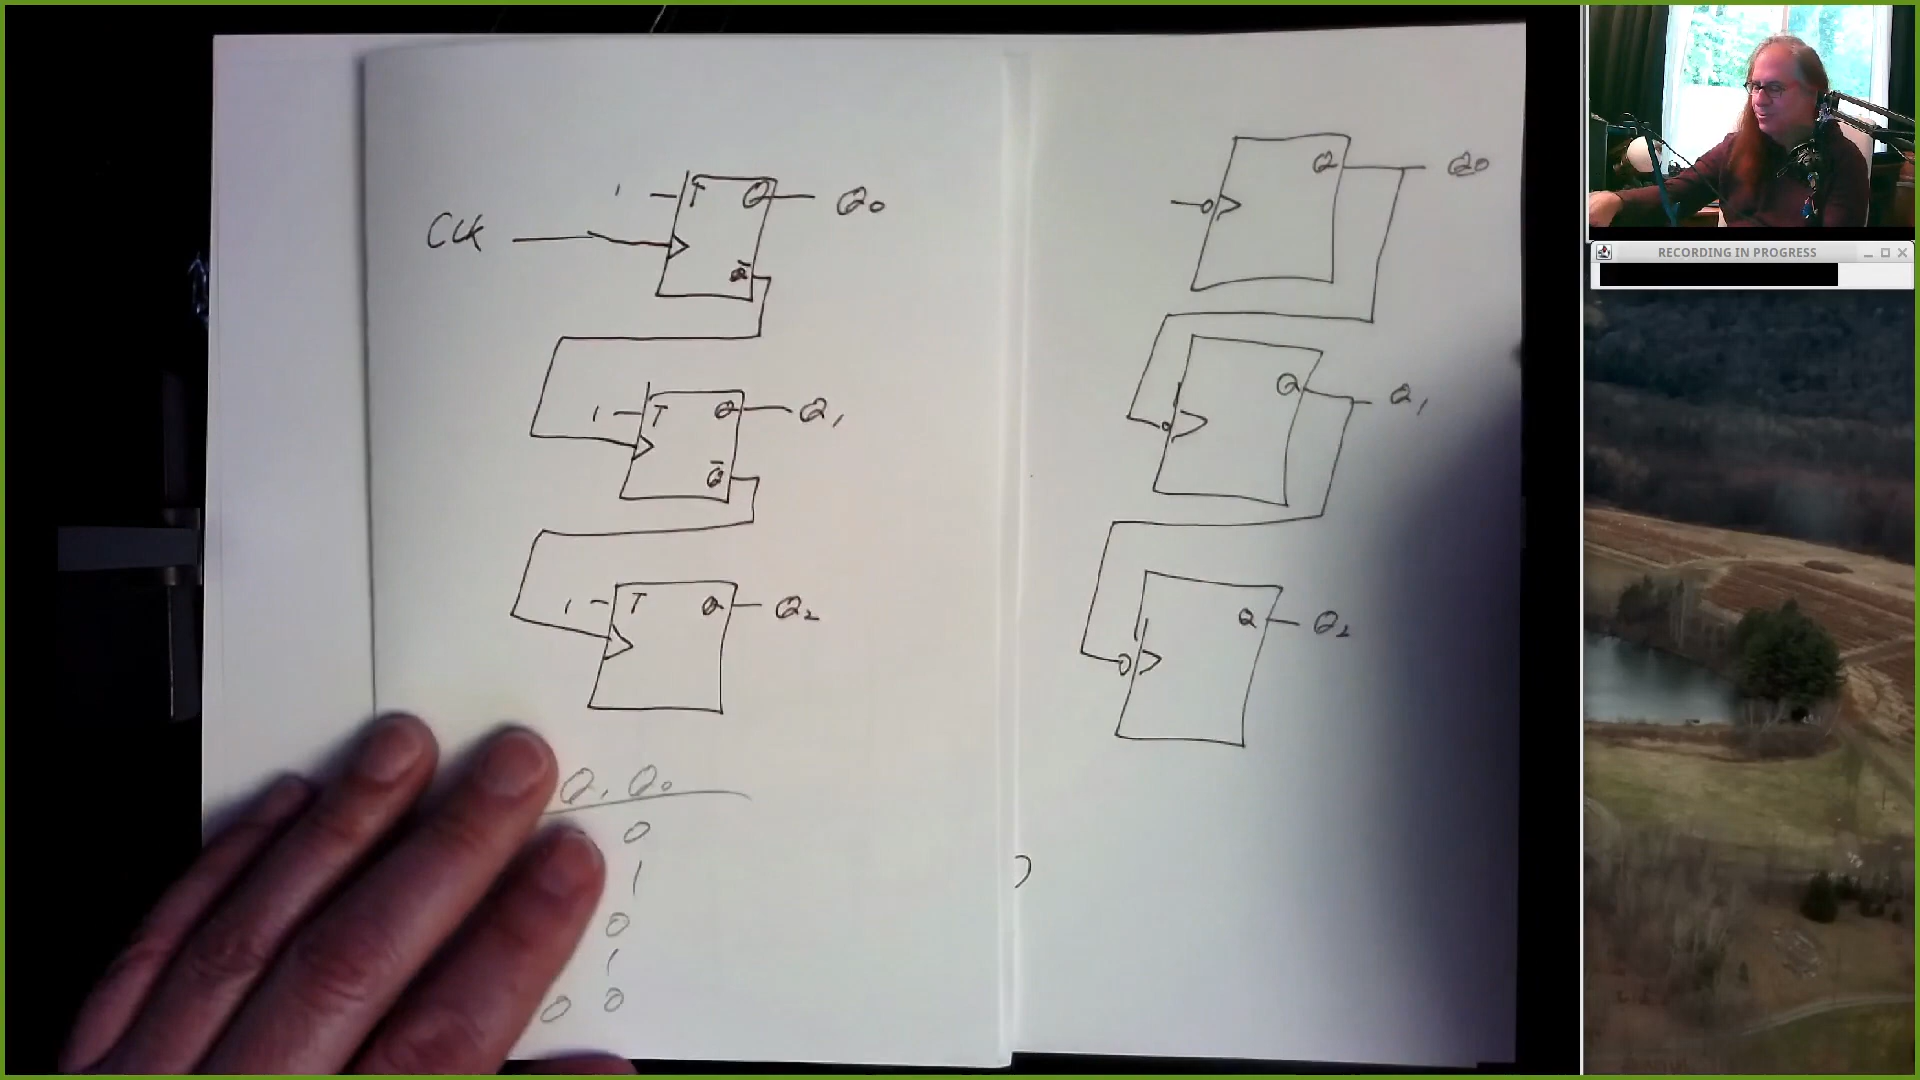 1 T Q Q0
CLK
Q̄
1 T Q Q1
Q̄
1 T Q Q2
Q1 Q0
0
1
0
1
0 0
Q Q0
Q Q1
Q Q2
RECORDING IN PROGRESS